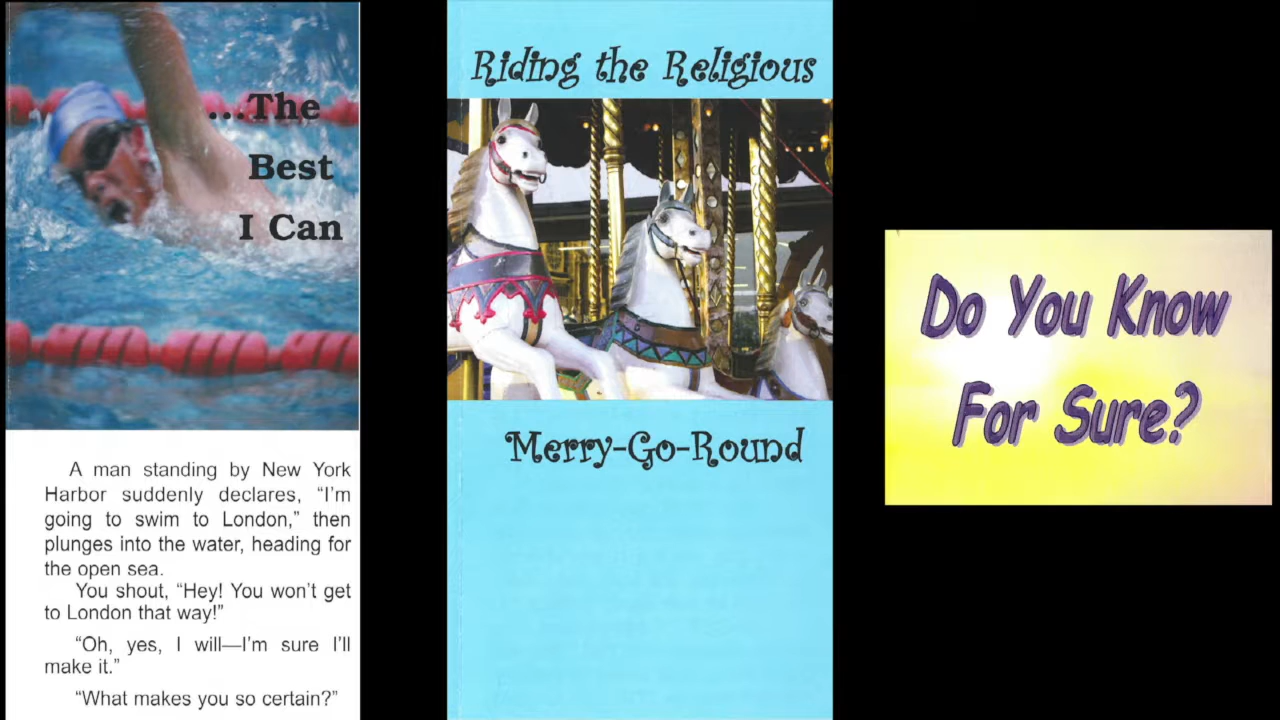 ...The
Best
I Can
A man standing by New York
Harbor suddenly declares, “I’m
going to swim to London,” then
plunges into the water, heading for
the open sea.
You shout, “Hey! You won’t get
to London that way!”
“Oh, yes, I will—I’m sure I’ll
make it.”
“What makes you so certain?”
Riding the Religious
Merry-Go-Round
Do You Know
For Sure?